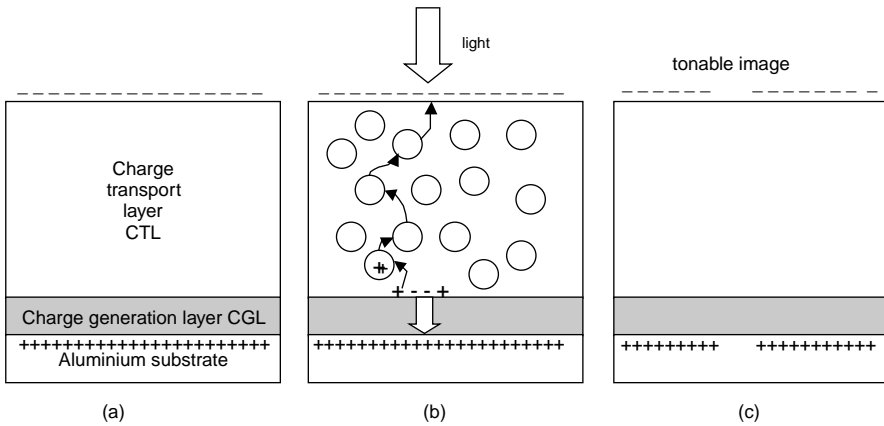 light
tonable image
Charge
transport
layer
CTL
++
+ - - +
Charge generation layer CGL
+++++++++++++++++++++++++
Aluminium substrate
+++++++++++++++++++++++++
+++++++++ +++++++++++
(a)
(b)
(c)